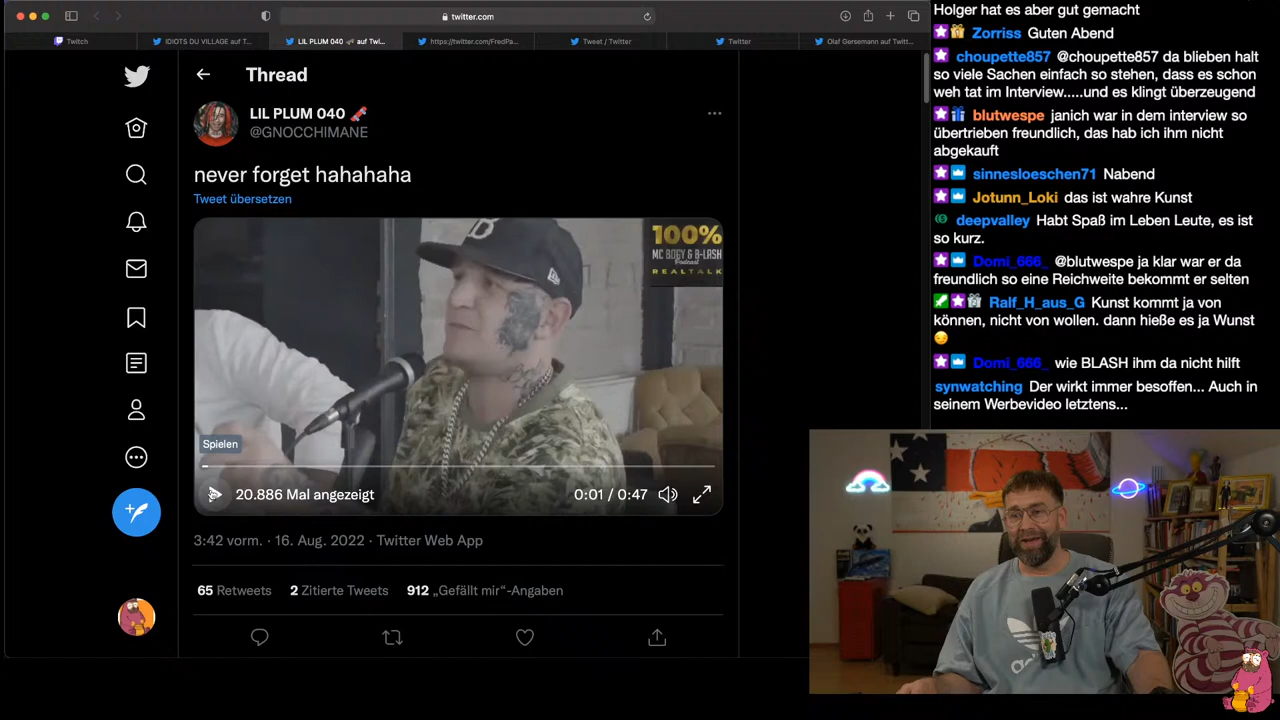 twitter.com
Twitch
IDIOTS DU VILLAGE auf T...
LIL PLUM 040 auf Twi...
https://twitter.com/FredPa...
Tweet / Twitter
Twitter
Olaf Gersemann auf Twitt...
Thread
LIL PLUM 040
@GNOCCHIMANE
never forget hahahaha
Tweet übersetzen
100%
MC BOGY & B-LASH
Podcast
REALTALK
Spielen
20.886 Mal angezeigt
0:01 / 0:47
3:42 vorm. · 16. Aug. 2022 · Twitter Web App
65 Retweets 2 Zitierte Tweets 912 „Gefällt mir“-Angaben
Holger hat es aber gut gemacht
Zorriss Guten Abend
choupette857 @choupette857 da blieben halt
so viele Sachen einfach so stehen, dass es schon
weh tat im Interview.....und es klingt überzeugend
blutwespe janich war in dem interview so
übertrieben freundlich, das hab ich ihm nicht
abgekauft
sinnesloeschen71 Nabend
Jotunn_Loki das ist wahre Kunst
deepvalley Habt Spaß im Leben Leute, es ist
so kurz.
Domi_666_ @blutwespe ja klar war er da
freundlich so eine Reichweite bekommt er selten
Ralf_H_aus_G Kunst kommt ja von
können, nicht von wollen. dann hieße es ja Wunst
Domi_666_ wie BLASH ihm da nicht hilft
synwatching Der wirkt immer besoffen... Auch in
seinem Werbevideo letztens...